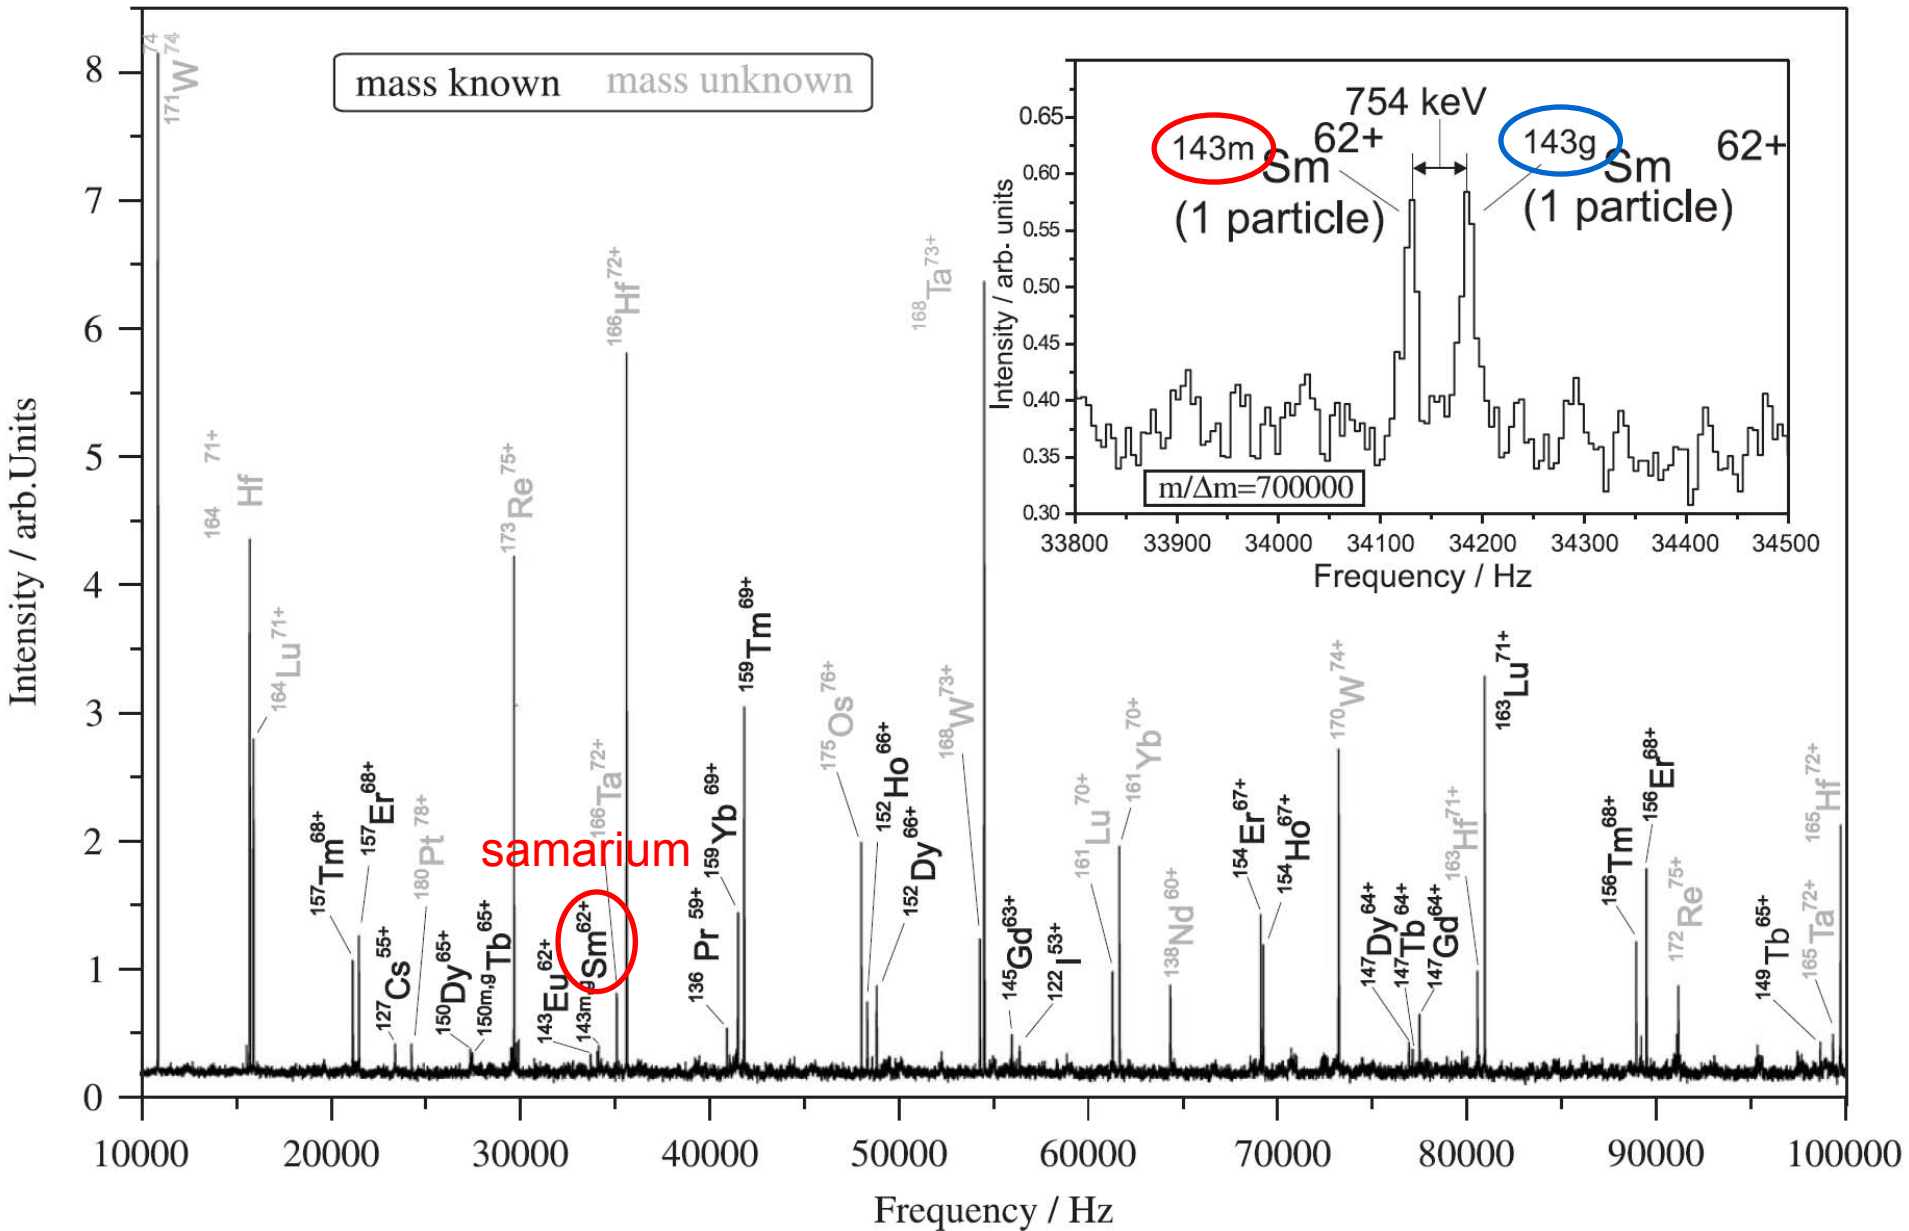 mass known mass unknown
74
171W74
164Hf71+
164Lu71+
157Tm68+
157Er68+
127Cs55+
180Pt78+
150Dy65+
150m,gTb65+
173Re75+
143Eu62+
143m,gSm62+
samarium
166Ta72+
166Hf72+
136Pr59+
159Yb69+
159Tm69+
175Os76+
152Ho66+
152Dy66+
168W73+
168Ta73+
145Gd63+
122I53+
161Lu70+
161Yb70+
138Nd60+
154Er67+
154Ho67+
170W74+
147Dy64+
147Tb64+
147Gd64+
163Hf71+
163Lu71+
156Tm68+
156Er68+
172Re75+
149Tb65+
165Ta72+
165Hf72+
754 keV
143mSm62+
(1 particle)
143gSm62+
(1 particle)
m/Δm=700000
Intensity / arb. units
0.65
0.60
0.55
0.50
0.45
0.40
0.35
0.30
33800 33900 34000 34100 34200 34300 34400 34500
Frequency / Hz
Intensity / arb.Units
8
7
6
5
4
3
2
1
0
10000 20000 30000 40000 50000 60000 70000 80000 90000 100000
Frequency / Hz